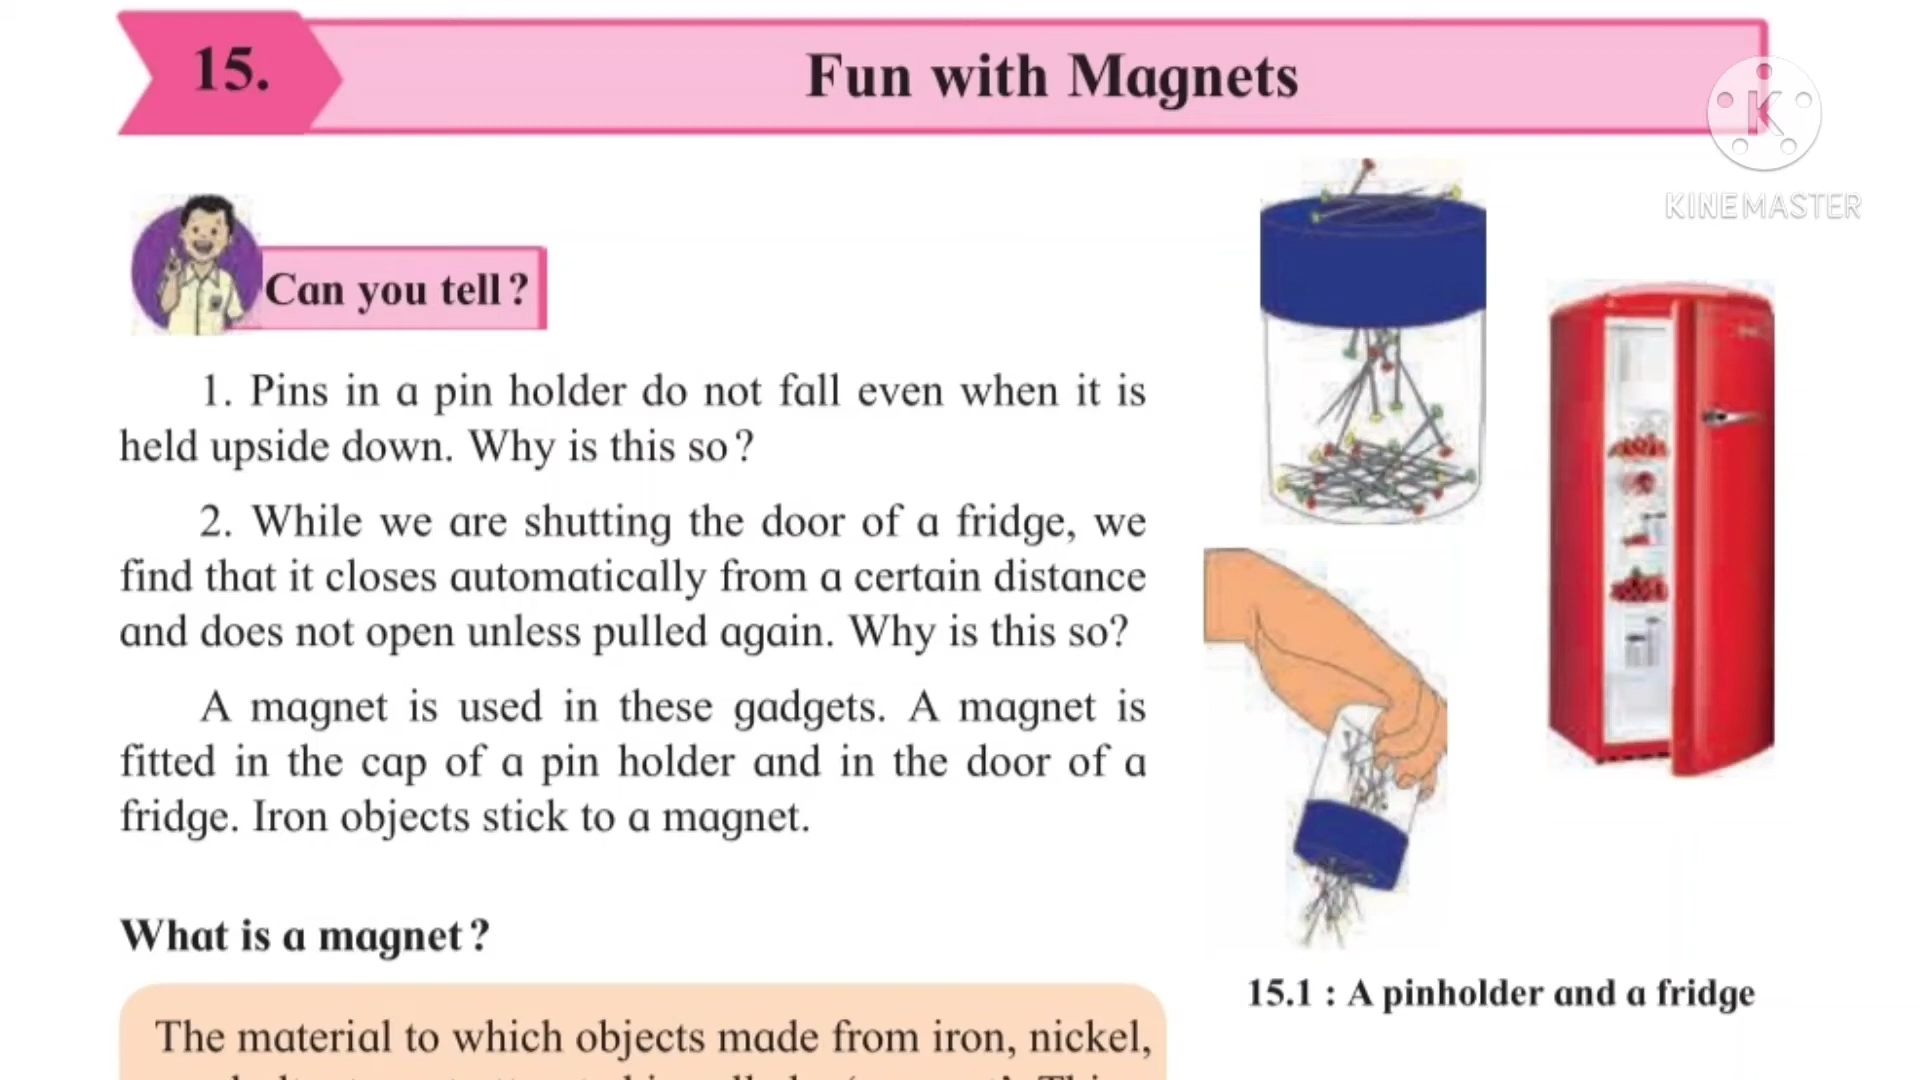 15.
Fun with Magnets
K
KINEMASTER
Can you tell?
1. Pins in a pin holder do not fall even when it is
held upside down. Why is this so?
2. While we are shutting the door of a fridge, we
find that it closes automatically from a certain distance
and does not open unless pulled again. Why is this so?
A magnet is used in these gadgets. A magnet is
fitted in the cap of a pin holder and in the door of a
fridge. Iron objects stick to a magnet.
What is a magnet?
15.1 : A pinholder and a fridge
The material to which objects made from iron, nickel,